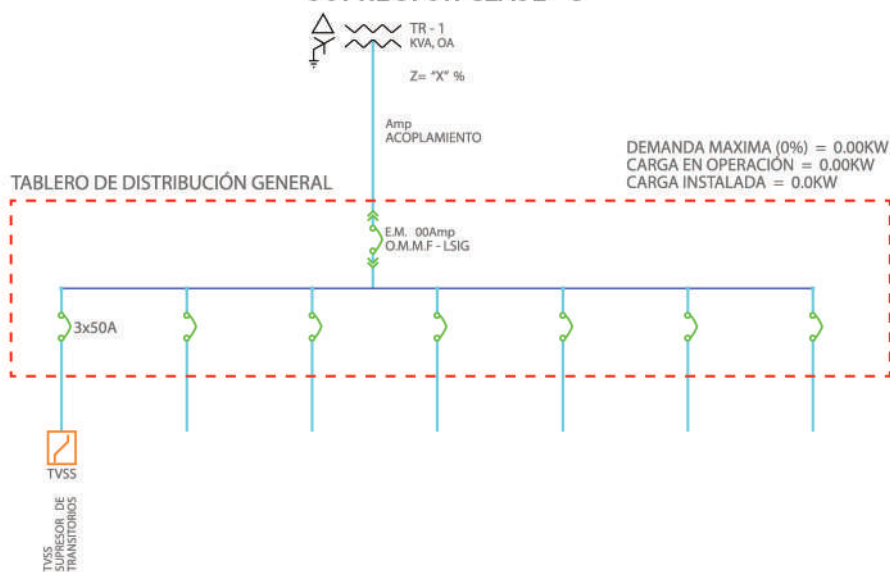 TR - 1
KVA, OA
Z= "X" %
Amp
ACOPLAMIENTO
DEMANDA MAXIMA (0%) = 0.00KW
CARGA EN OPERACIÓN = 0.00KW
CARGA INSTALADA = 0.0KW
TABLERO DE DISTRIBUCIÓN GENERAL
E.M. 00Amp
O.M.M.F - LSIG
3x50A
TVSS
TVSS
SUPRESOR DE
TRANSITORIOS